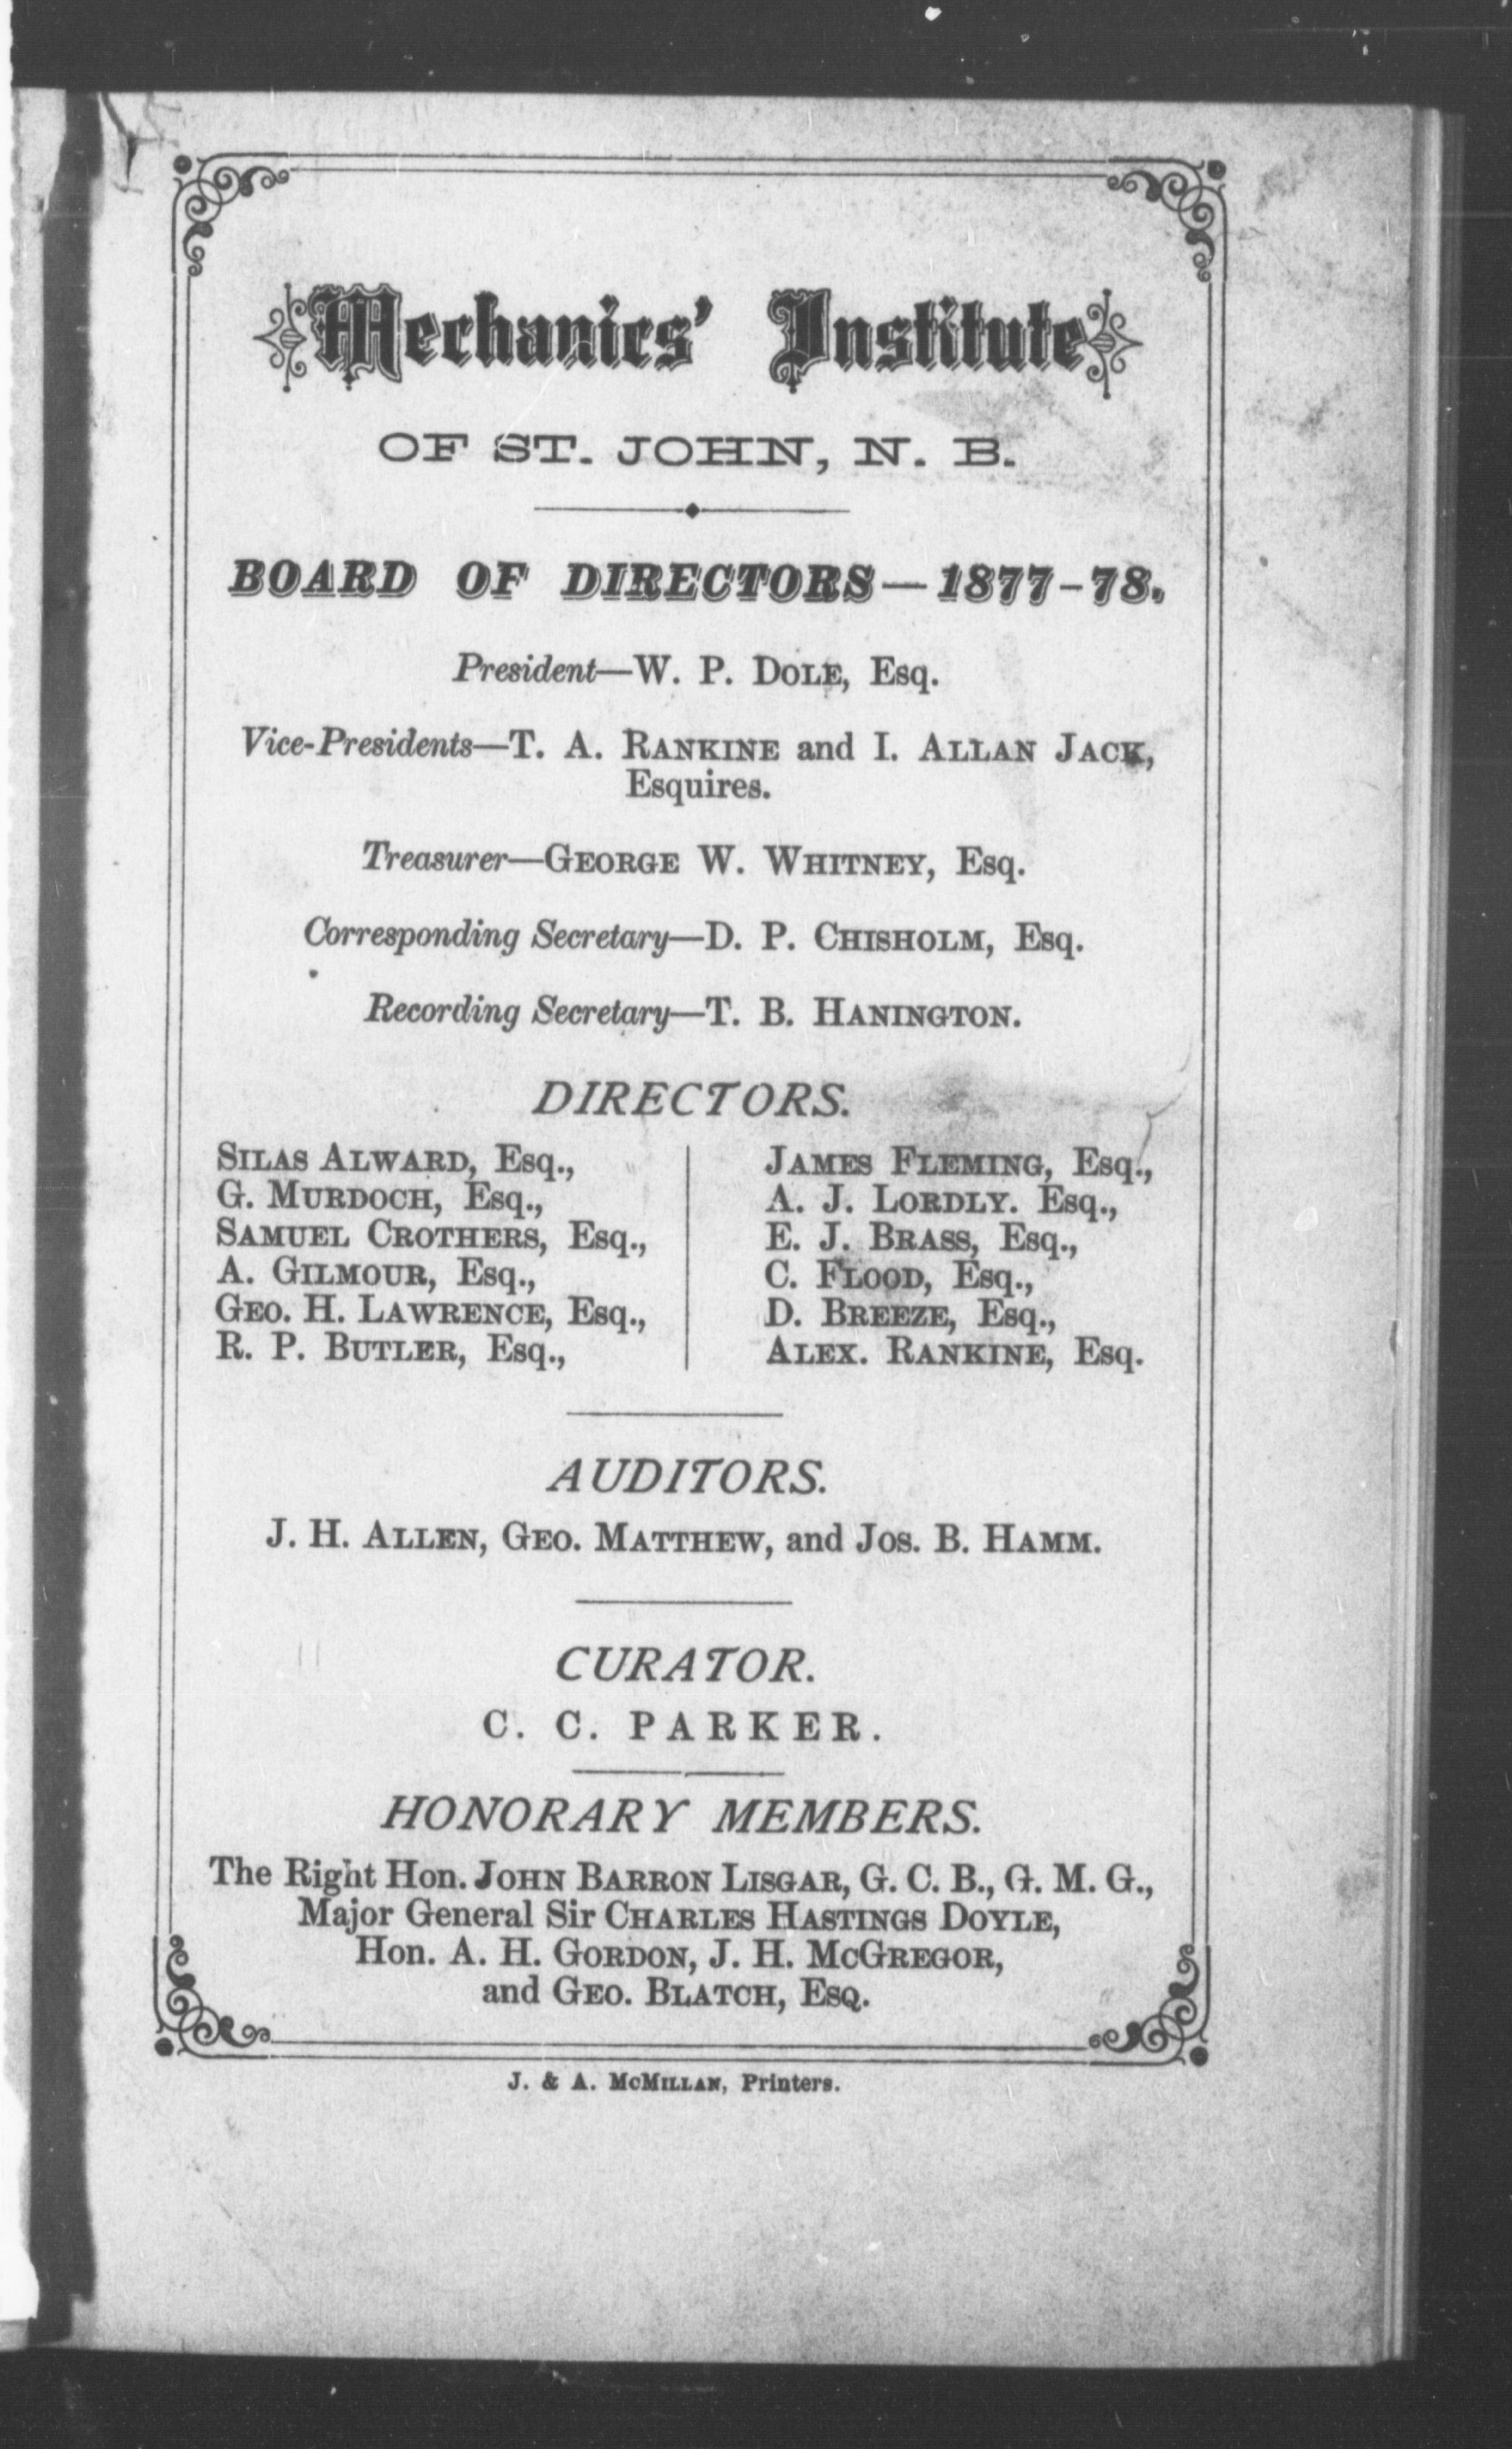 Mechanics' Institute
OF ST. JOHN, N. B.
BOARD OF DIRECTORS—1877-78.
President—W. P. DOLE, Esq.
Vice-Presidents—T. A. RANKINE and I. ALLAN JACK,
Esquires.
Treasurer—GEORGE W. WHITNEY, Esq.
Corresponding Secretary—D. P. CHISHOLM, Esq.
Recording Secretary—T. B. HANINGTON.
DIRECTORS.
SILAS ALWARD, Esq.,
G. MURDOCH, Esq.,
SAMUEL CROTHERS, Esq.,
A. GILMOUR, Esq.,
GEO. H. LAWRENCE, Esq.,
R. P. BUTLER, Esq.,
JAMES FLEMING, Esq.,
A. J. LORDLY. Esq.,
E. J. BRASS, Esq.,
C. FLOOD, Esq.,
D. BREEZE, Esq.,
ALEX. RANKINE, Esq.
AUDITORS.
J. H. ALLEN, GEO. MATTHEW, and JOS. B. HAMM.
CURATOR.
C. C. PARKER.
HONORARY MEMBERS.
The Right Hon. JOHN BARRON LISGAR, G. C. B., G. M. G.,
Major General Sir CHARLES HASTINGS DOYLE,
Hon. A. H. GORDON, J. H. MCGREGOR,
and GEO. BLATCH, ESQ.
J. & A. MCMILLAN, Printers.